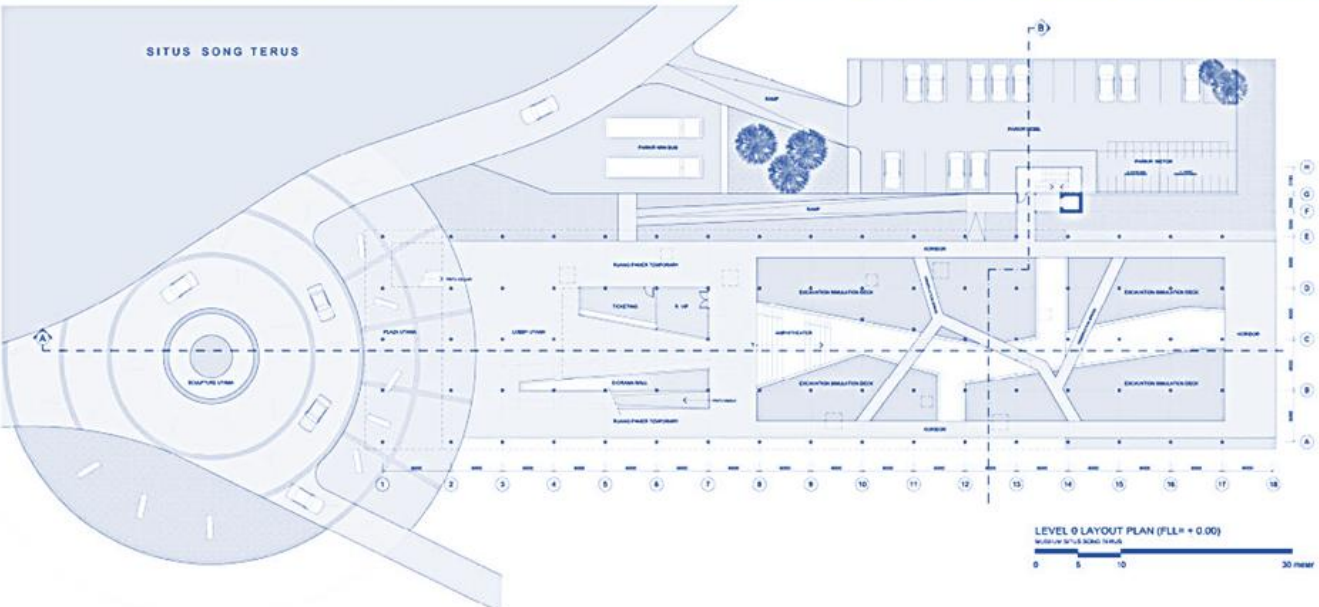 SITUS SONG TERUS
B
RAMP
PARKIR MINI BUS
PARKIR MOBIL
PARKIR MOTOR
RAMP
H
G
F
E
D
C
B
A
KORIDOR
RUANG PAMER TEMPORARY
TICKETING
EXCAVATION SIMULATION DECK
EXCAVATION SIMULATION DECK
A
PLAZA UTAMA
LOBBY UTAMA
AMPHITEATER
KORIDOR
SCULPTURE UTAMA
DIORAMA WALL
EXCAVATION SIMULATION DECK
EXCAVATION SIMULATION DECK
RUANG PAMER TEMPORARY
KORIDOR
1 2 3 4 5 6 7 8 9 10 11 12 13 14 15 16 17 18
LEVEL 0 LAYOUT PLAN (FLL= + 0.00)
MUSEUM SITUS SONG TERUS
0 5 10 30 meter